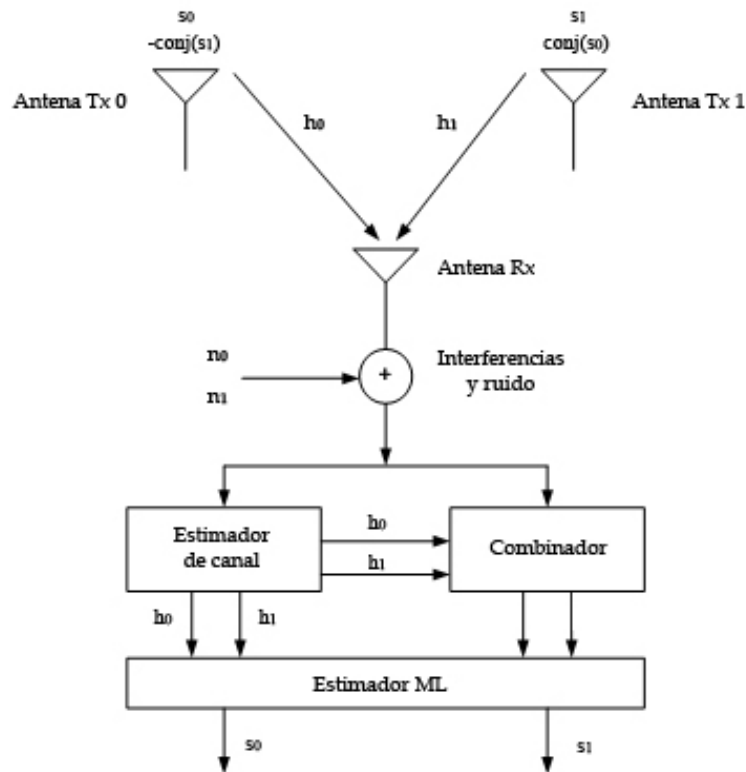 s₀
-conj(s₁)
s₁
conj(s₀)
Antena Tx 0
Antena Tx 1
h₀
h₁
Antena Rx
n₀
n₁
+
Interferencias
y ruido
Estimador
de canal
h₀
h₁
Combinador
h₀
h₁
Estimador ML
s₀
s₁